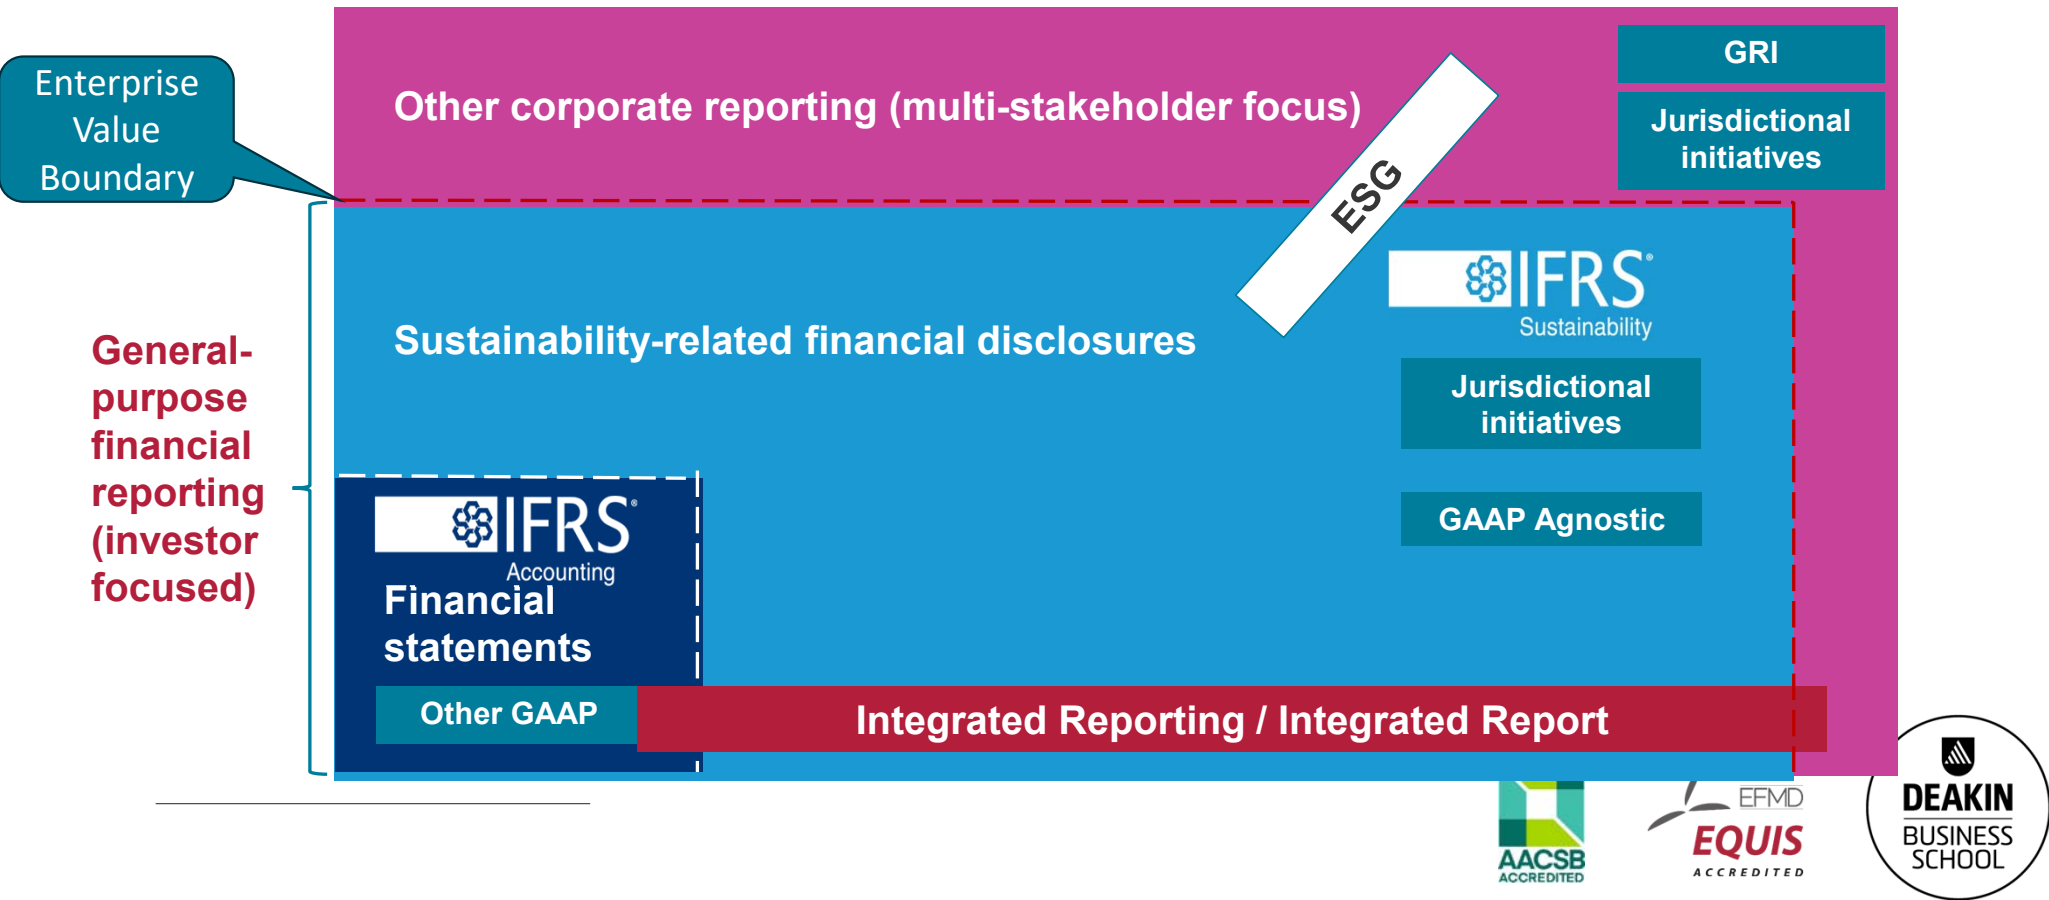 Enterprise
Value
Boundary
Other corporate reporting (multi-stakeholder focus)
GRI
Jurisdictional
initiatives
ESG
IFRS®
Sustainability
Sustainability-related financial disclosures
General-
purpose
financial
reporting
(investor
focused)
Jurisdictional
initiatives
GAAP Agnostic
IFRS®
Accounting
Financial
statements
Other GAAP
Integrated Reporting / Integrated Report
AACSB
ACCREDITED
EFMD
EQUIS
ACCREDITED
DEAKIN
BUSINESS
SCHOOL